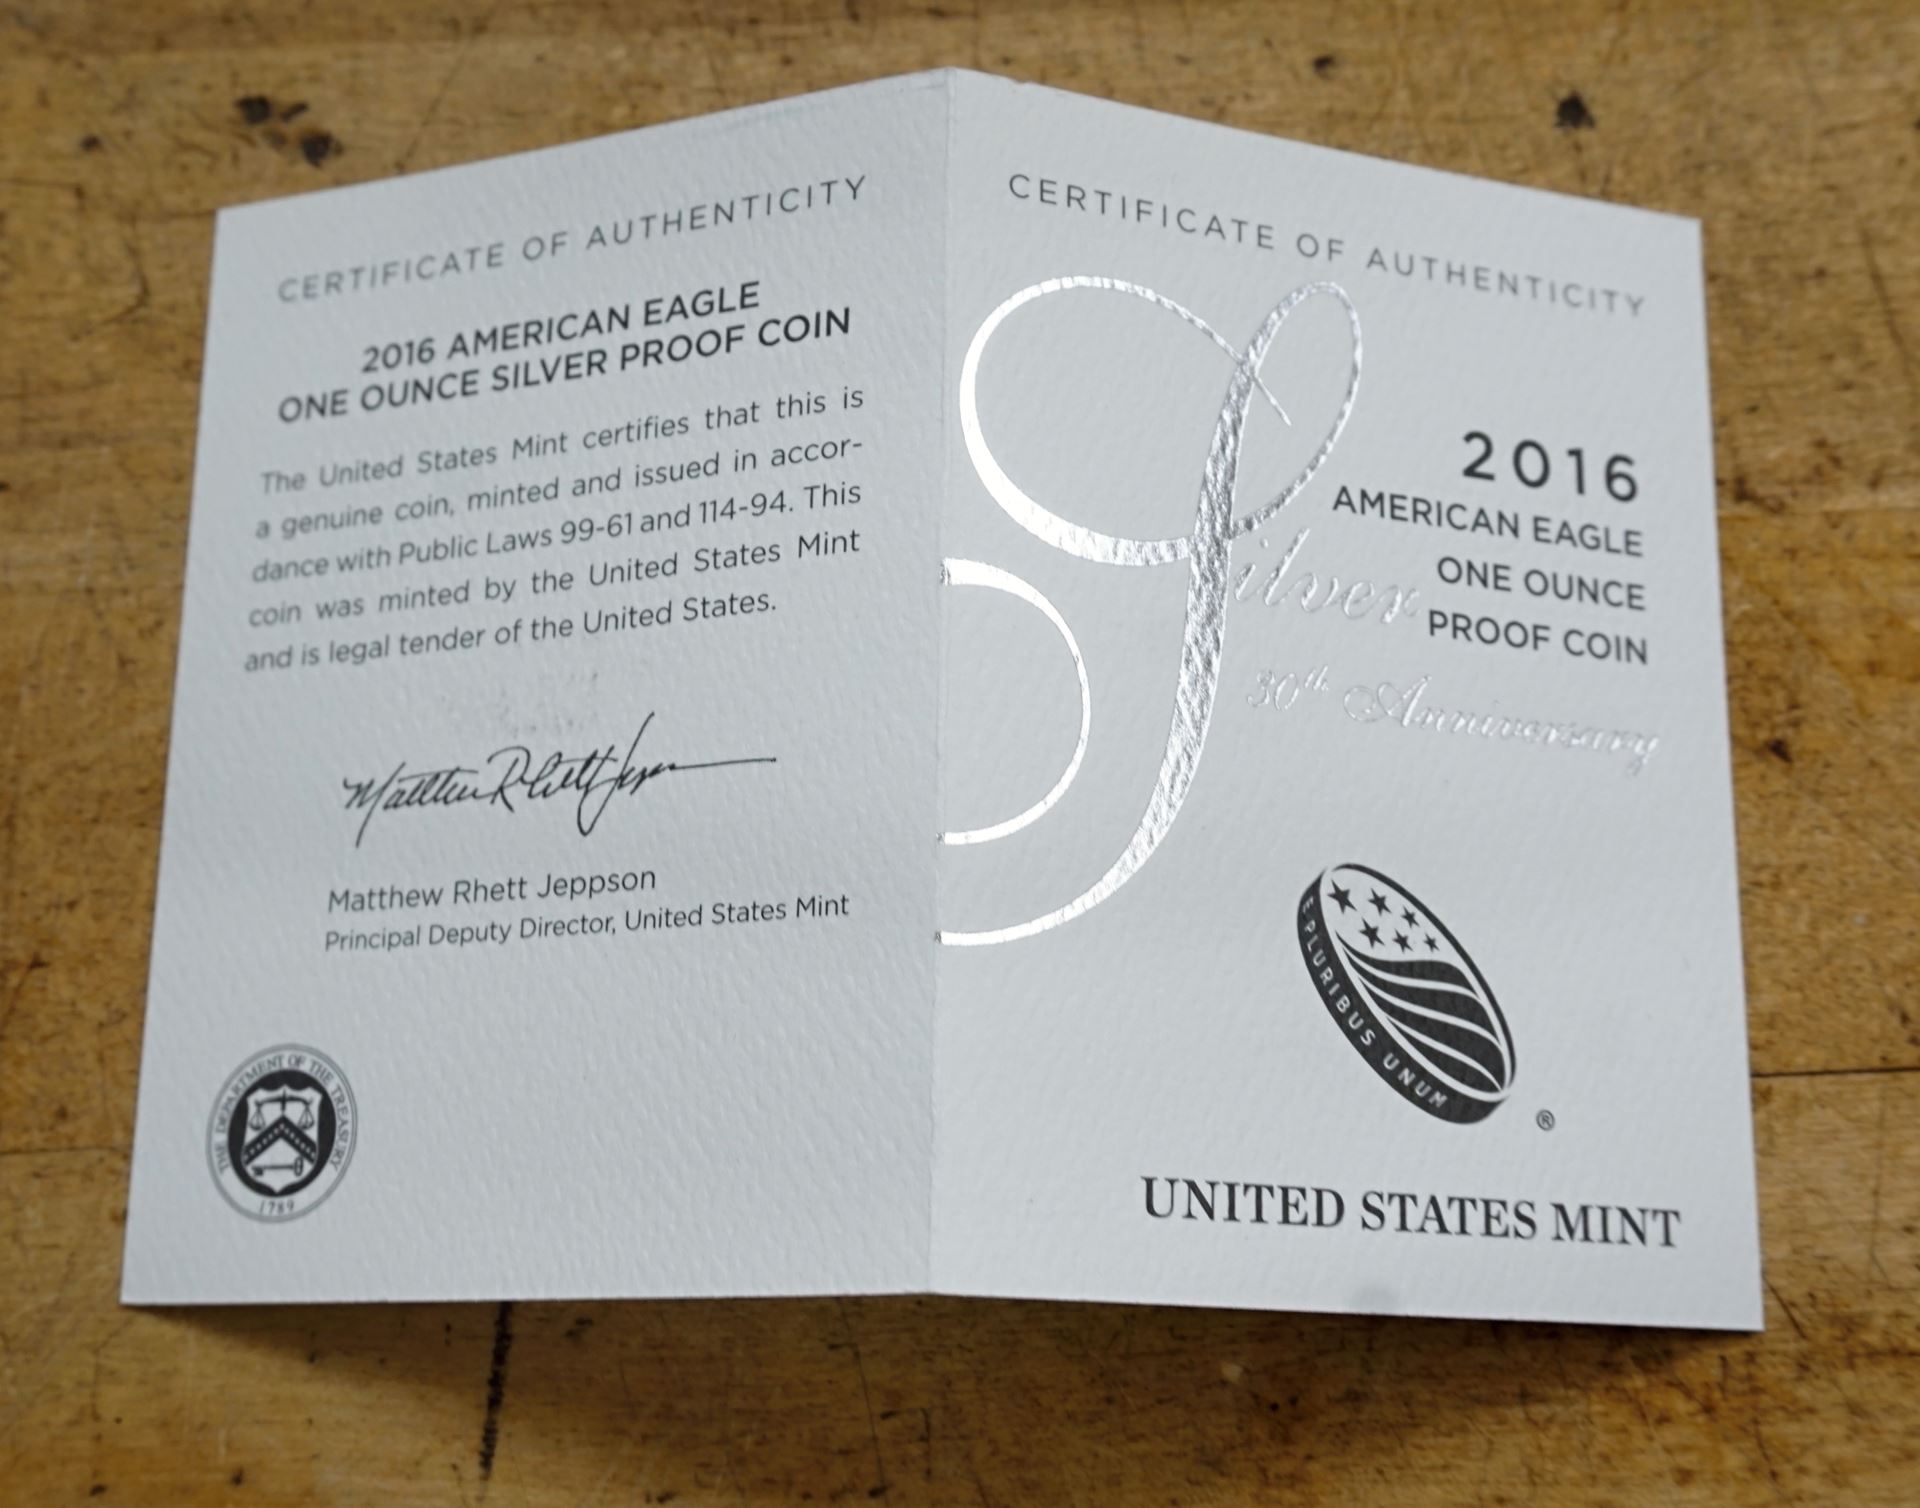 CERTIFICATE OF AUTHENTICITY
2016 AMERICAN EAGLE
ONE OUNCE SILVER PROOF COIN
The United States Mint certifies that this is
a genuine coin, minted and issued in accor-
dance with Public Laws 99-61 and 114-94. This
coin was minted by the United States Mint
and is legal tender of the United States.
Matthew Rhett Jeppson
Matthew Rhett Jeppson
Principal Deputy Director, United States Mint
THE DEPARTMENT OF THE TREASURY
1789
CERTIFICATE OF AUTHENTICITY
2016
AMERICAN EAGLE
Silver
ONE OUNCE
PROOF COIN
30th Anniversary
E PLURIBUS UNUM
®
UNITED STATES MINT